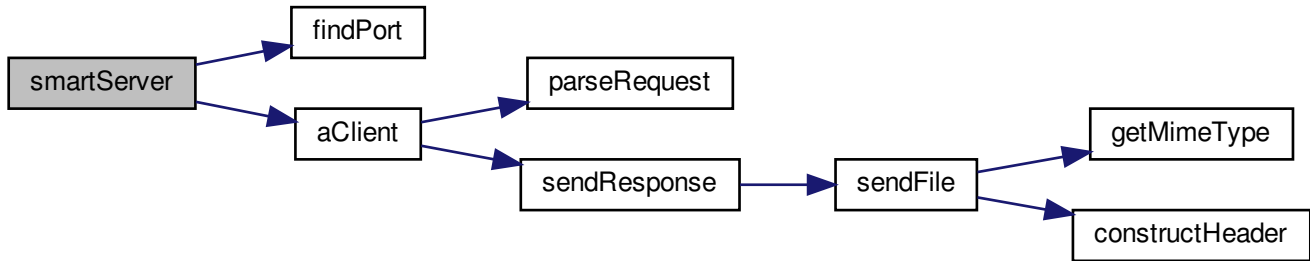 findPort
smartServer
parseRequest
aClient
getMimeType
sendResponse
sendFile
constructHeader